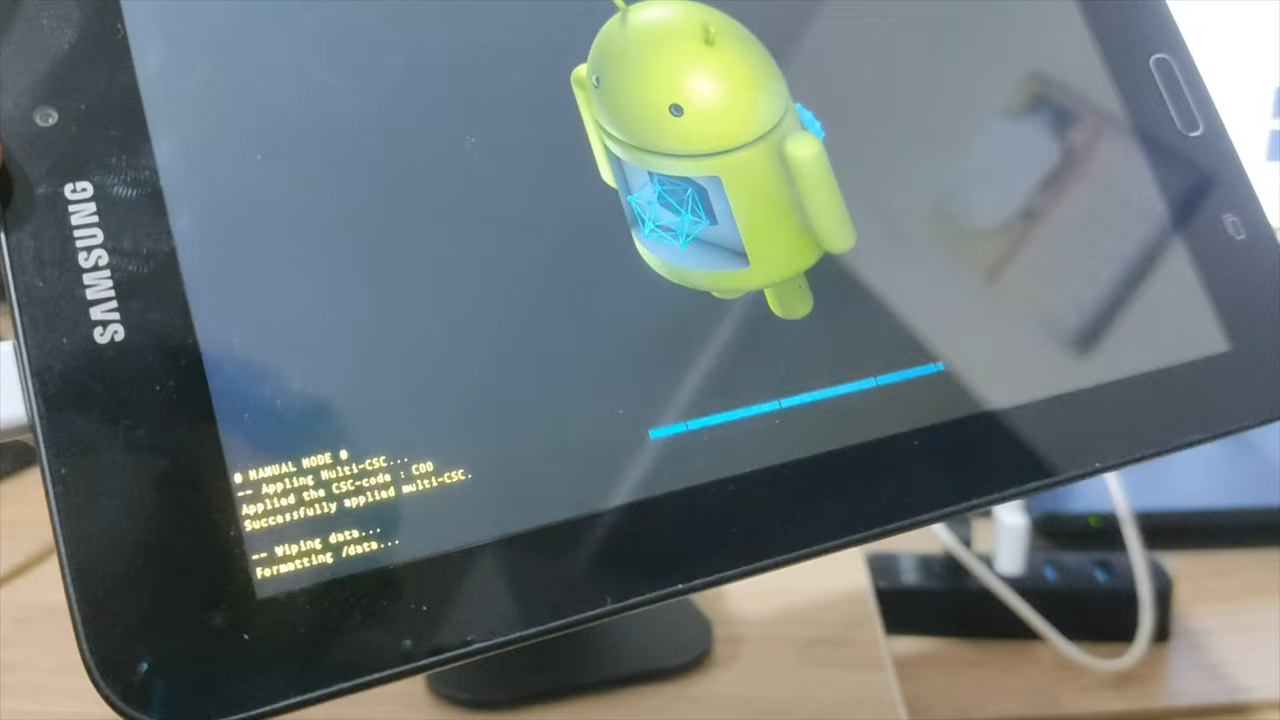 SAMSUNG
# MANUAL MODE #
-- Appling Multi-CSC...
Applied the CSC-code : COO
Successfully applied multi-CSC.
-- Wiping data...
Formatting /data...